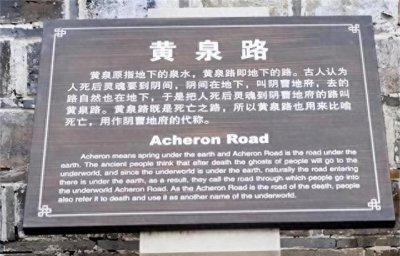 黄泉路
黄泉原指地下的泉水，黄泉路即地下的路。古人认为
人死后灵魂要到阴间，阴间在地下，叫阴曹地府，去的
路自然也在地下，于是把人死后灵魂到阴曹地府的路叫
黄泉路。黄泉路既是死亡之路，所以黄泉路也用来比喻
死亡，用作阴曹地府的代称。
Acheron Road
Acheron means spring under the earth and Acheron Road is the road under the
earth. The ancient people think that after death the ghosts of people will go to the
underworld, and since the underworld is under the earth, naturally the road entering
there is under the earth, as a result, they call the road through which people go into
the underworld Acheron Road. As the Acheron Road is the road of the death, people
also refer it to death and use it as another name of the underworld.